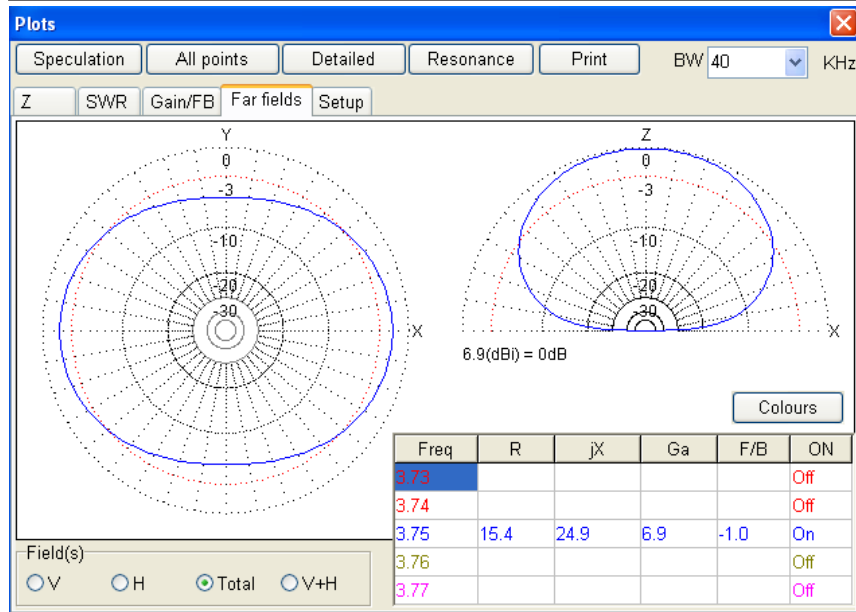 Plots
Speculation All points Detailed Resonance Print BW 40 KHz
Z SWR Gain/FB Far fields Setup
Y
0
-3
-10
-20
-30
X
Z
0
-3
-10
-20
-30
X
6.9(dBi) = 0dB
Colours
Freq R jX Ga F/B ON
3.73 Off
3.74 Off
3.75 15.4 24.9 6.9 -1.0 On
3.76 Off
3.77 Off
Field(s)
V H Total V+H